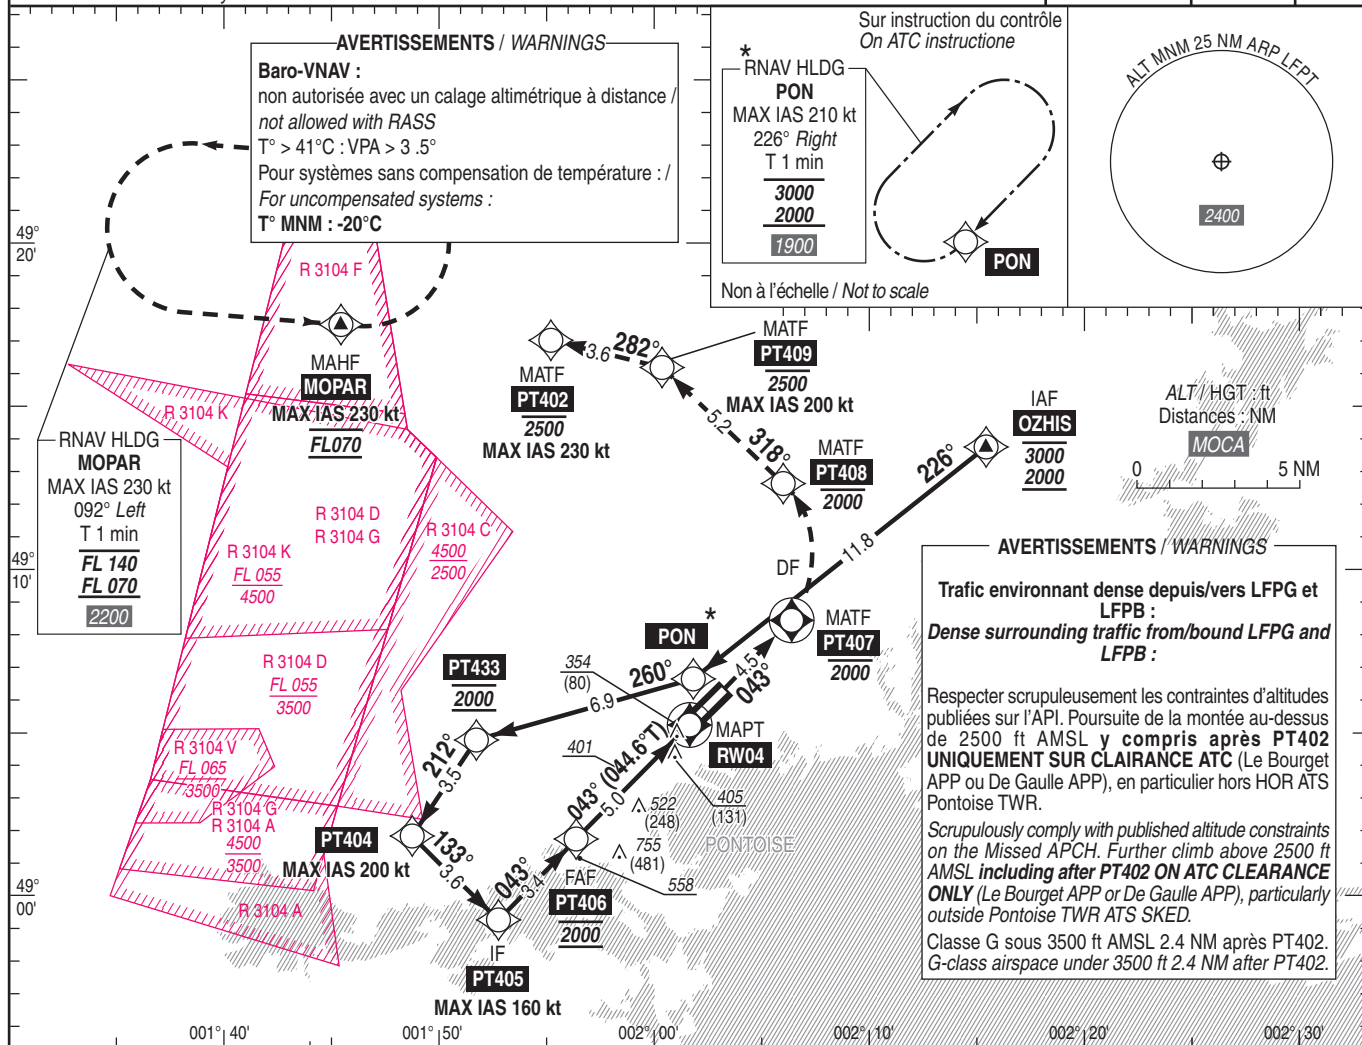 AVERTISSEMENTS / WARNINGS
Baro-VNAV :
non autorisée avec un calage altimétrique à distance /
not allowed with RASS
T° > 41°C : VPA > 3 .5°
Pour systèmes sans compensation de température : /
For uncompensated systems :
T° MNM : -20°C
Sur instruction du contrôle
On ATC instructione
*
RNAV HLDG
PON
MAX IAS 210 kt
226° Right
T 1 min
3000
2000
1900
PON
Non à l'échelle / Not to scale
ALT MNM 25 NM ARP LFPT
2400
49°
20'
R 3104 F
MAHF
MOPAR
MAX IAS 230 kt
FL070
R 3104 K
RNAV HLDG
MOPAR
MAX IAS 230 kt
092° Left
T 1 min
FL 140
FL 070
2200
3.6
282°
MATF
PT402
2500
MAX IAS 230 kt
MATF
PT409
2500
MAX IAS 200 kt
5.2
318°
MATF
PT408
2000
IAF
OZHIS
3000
2000
226°
11.8
ALT / HGT : ft
Distances : NM
MOCA
0
5 NM
R 3104 D
R 3104 G
R 3104 C
4500
2500
R 3104 K
FL 055
4500
49°
10'
DF
MATF
PT407
2000
PON
*
4.5
043°
354
(80)
260°
6.9
PT433
2000
R 3104 D
FL 055
3500
MAPT
RW04
401
043° (044.6°T)
5.0
405
(131)
522
(248)
755
(481)
558
PONTOISE
212°
3.5
R 3104 V
FL 065
3500
R 3104 G
R 3104 A
4500
3500
PT404
MAX IAS 200 kt
133°
3.6
043°
3.4
FAF
PT406
2000
R 3104 A
IF
PT405
MAX IAS 160 kt
49°
00'
AVERTISSEMENTS / WARNINGS
Trafic environnant dense depuis/vers LFPG et
LFPB :
Dense surrounding traffic from/bound LFPG and
LFPB :
Respecter scrupuleusement les contraintes d'altitudes
publiées sur l'API. Poursuite de la montée au-dessus
de 2500 ft AMSL y compris après PT402
UNIQUEMENT SUR CLAIRANCE ATC (Le Bourget
APP ou De Gaulle APP), en particulier hors HOR ATS
Pontoise TWR.
Scrupulously comply with published altitude constraints
on the Missed APCH. Further climb above 2500 ft
AMSL including after PT402 ON ATC CLEARANCE
ONLY (Le Bourget APP or De Gaulle APP), particularly
outside Pontoise TWR ATS SKED.
Classe G sous 3500 ft AMSL 2.4 NM après PT402.
G-class airspace under 3500 ft 2.4 NM after PT402.
001° 40'
001° 50'
002° 00'
002° 10'
002° 20'
002° 30'